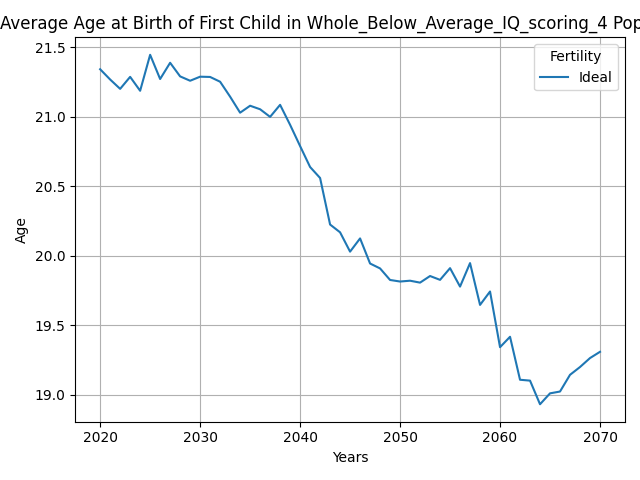 Average Age at Birth of First Child in Whole_Below_Average_IQ_scoring_4 Pop
21.5
21.0
20.5
20.0
19.5
19.0
Age
Fertility
Ideal
2020 2030 2040 2050 2060 2070
Years